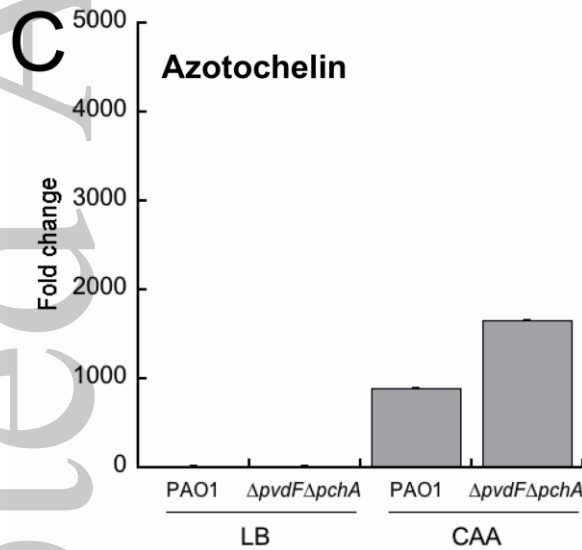 C
Azotochelin
Fold change
5000
4000
3000
2000
1000
0
PAO1 ΔpvdFΔpchA PAO1 ΔpvdFΔpchA
LB CAA